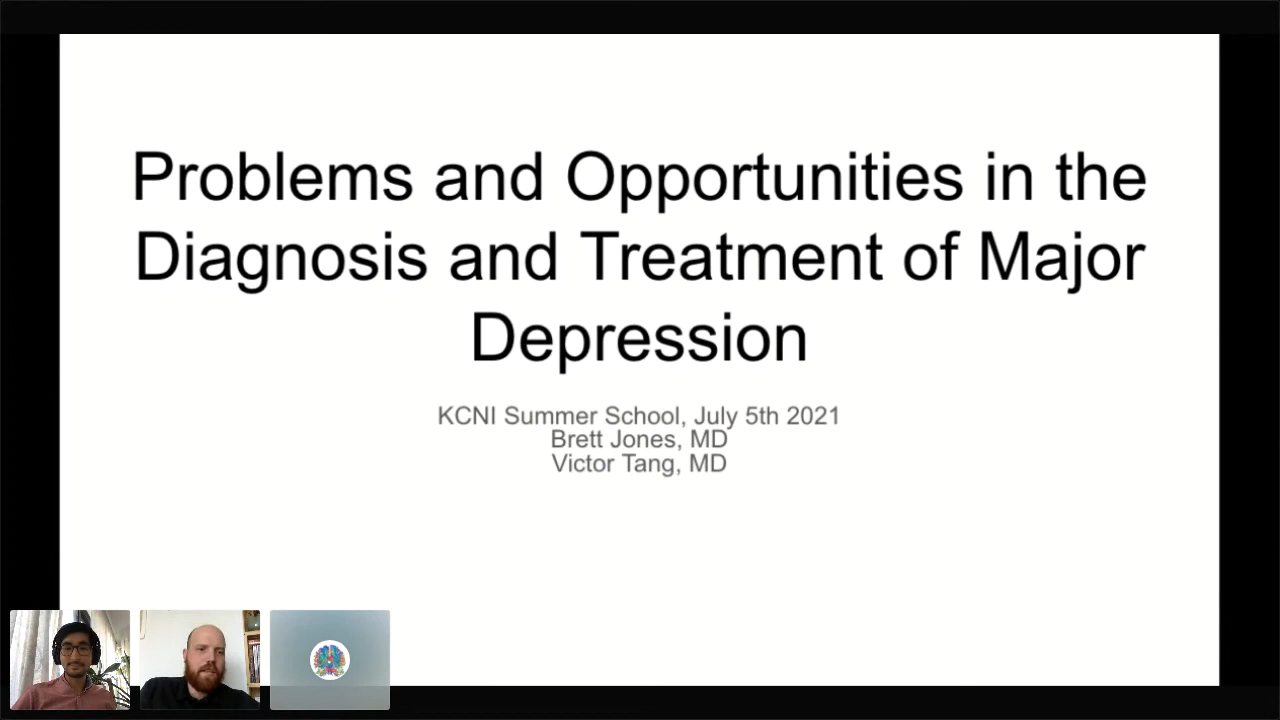 Problems and Opportunities in the
Diagnosis and Treatment of Major
Depression
KCNI Summer School, July 5th 2021
Brett Jones, MD
Victor Tang, MD